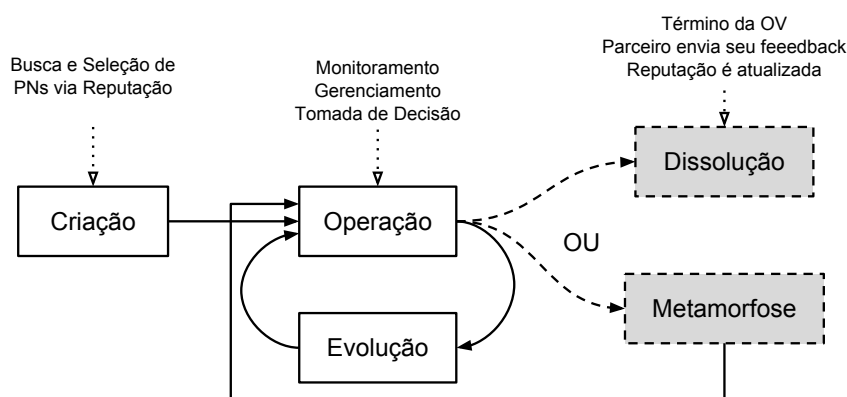 Busca e Seleção de
PNs via Reputação
Monitoramento
Gerenciamento
Tomada de Decisão
Término da OV
Parceiro envia seu feeedback
Reputação é atualizada
Criação
Operação
Dissolução
OU
Evolução
Metamorfose